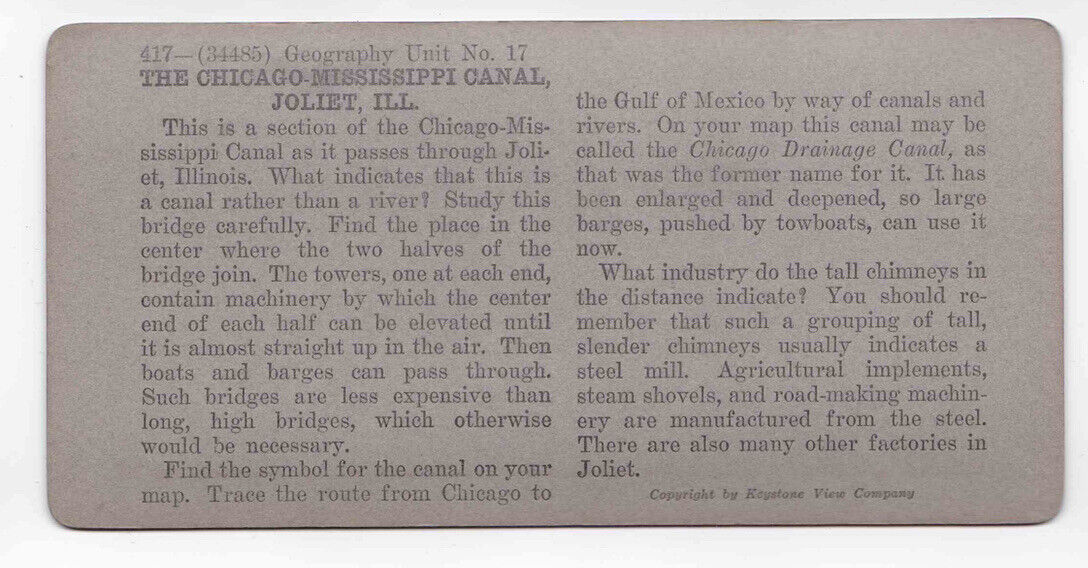 417—(34485) Geography Unit No. 17
THE CHICAGO-MISSISSIPPI CANAL,
JOLIET, ILL.
This is a section of the Chicago-Mis-
sissippi Canal as it passes through Joli-
et, Illinois. What indicates that this is
a canal rather than a river? Study this
bridge carefully. Find the place in the
center where the two halves of the
bridge join. The towers, one at each end,
contain machinery by which the center
end of each half can be elevated until
it is almost straight up in the air. Then
boats and barges can pass through.
Such bridges are less expensive than
long, high bridges, which otherwise
would be necessary.
Find the symbol for the canal on your
map. Trace the route from Chicago to
the Gulf of Mexico by way of canals and
rivers. On your map this canal may be
called the Chicago Drainage Canal, as
that was the former name for it. It has
been enlarged and deepened, so large
barges, pushed by towboats, can use it
now.
What industry do the tall chimneys in
the distance indicate? You should re-
member that such a grouping of tall,
slender chimneys usually indicates a
steel mill. Agricultural implements,
steam shovels, and road-making machin-
ery are manufactured from the steel.
There are also many other factories in
Joliet.
Copyright by Keystone View Company